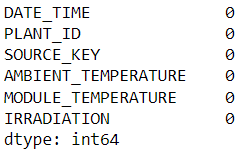 DATE_TIME 0
PLANT_ID 0
SOURCE_KEY 0
AMBIENT_TEMPERATURE 0
MODULE_TEMPERATURE 0
IRRADIATION 0
dtype: int64